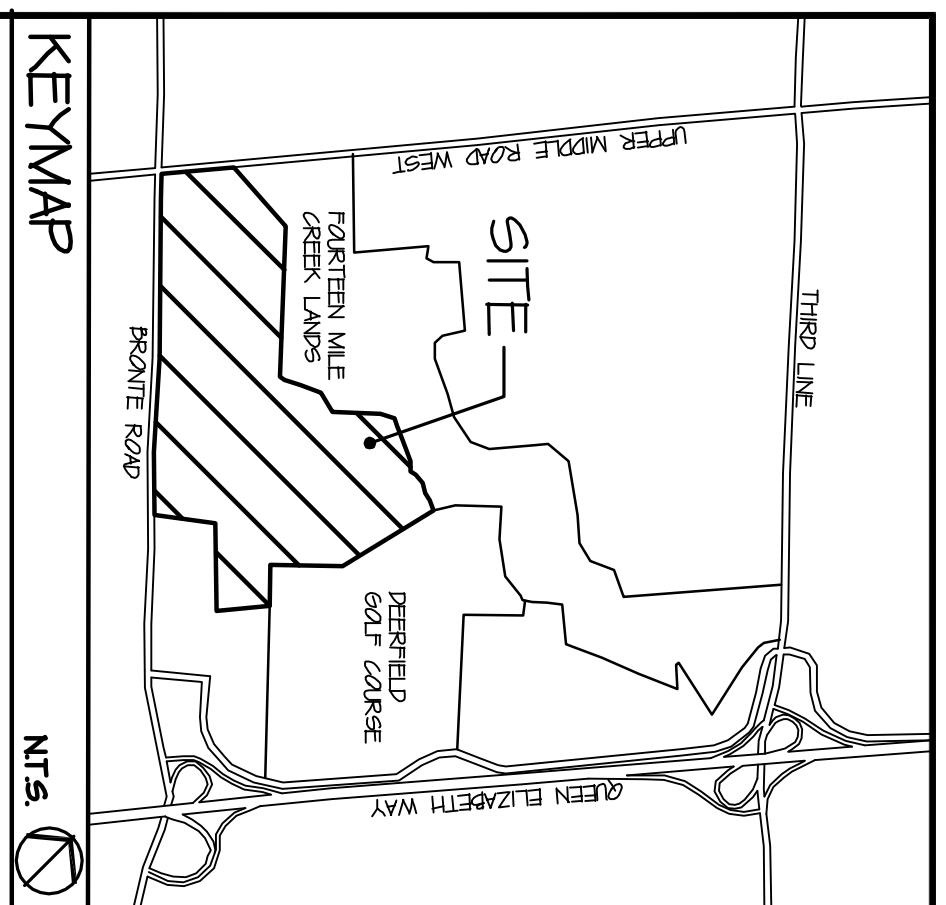 UPPER MIDDLE ROAD WEST
THIRD LINE
SITE
FOURTEEN MILE
CREEK LANDS
BRONTE ROAD
DEERFIELD
GOLF COURSE
QUEEN ELIZABETH WAY
KEYMAP
N.T.S.